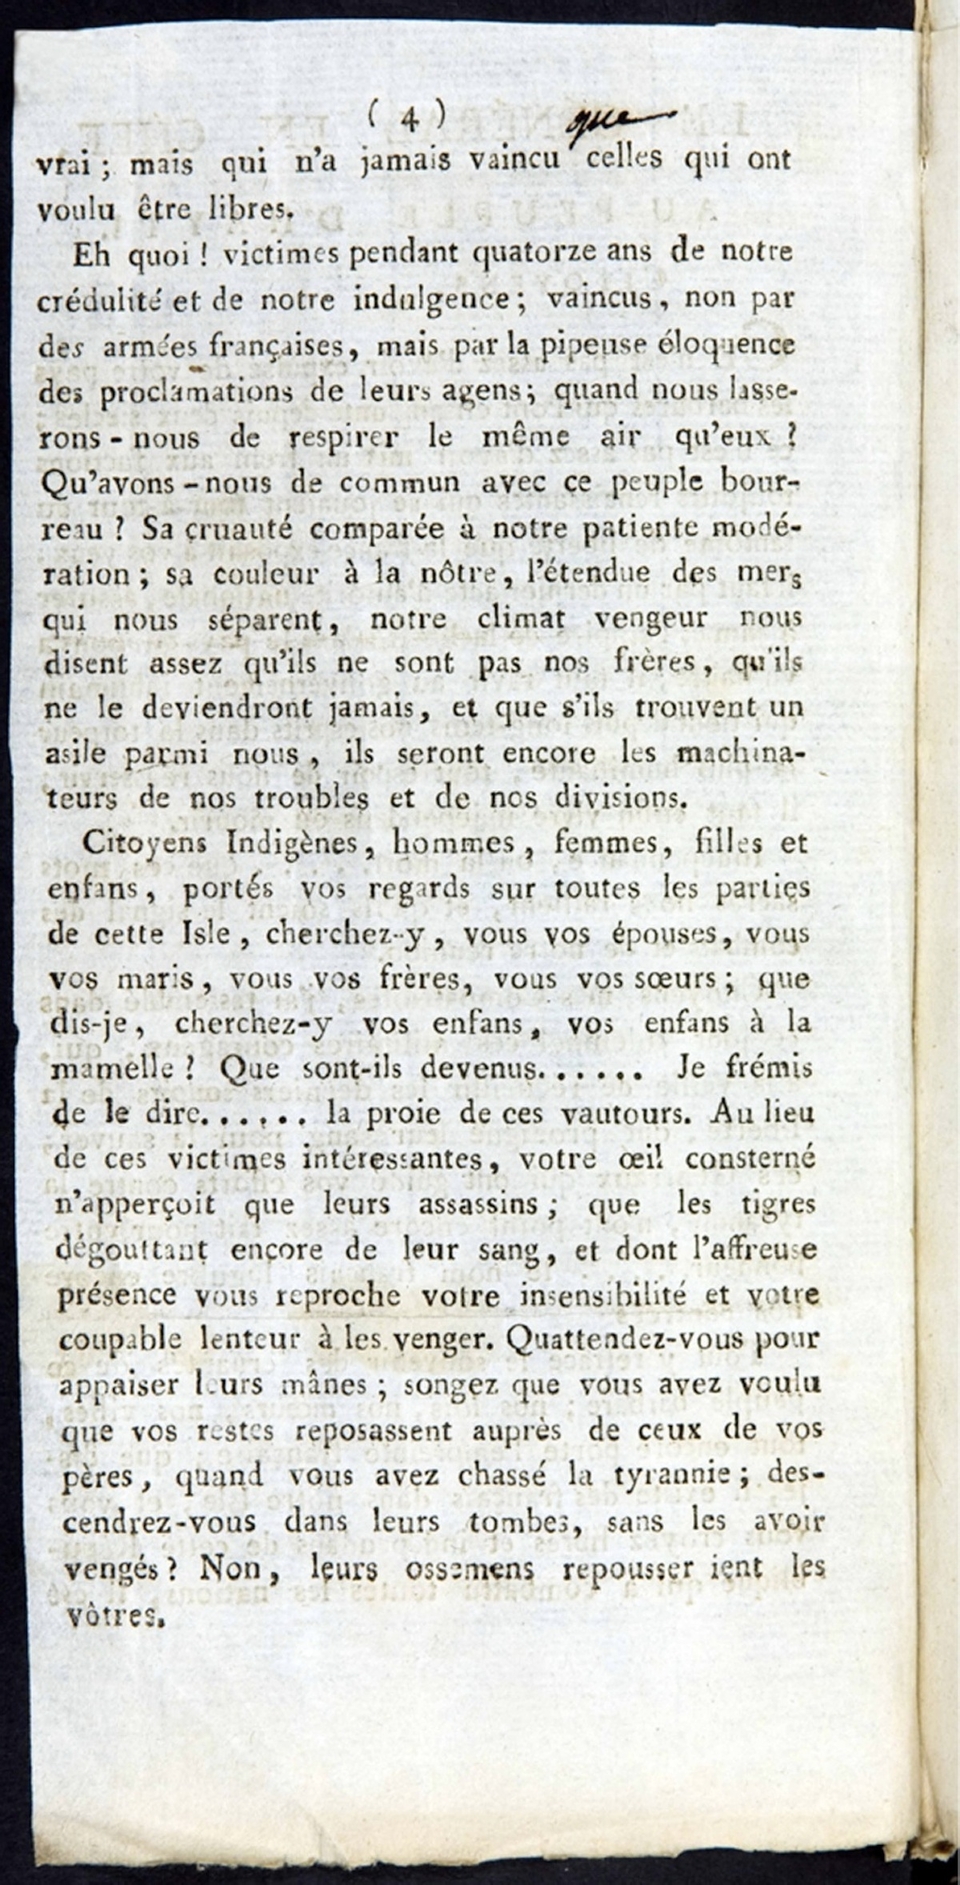 ( 4 )
que
vrai ; mais qui n'a jamais vaincu celles qui ont
voulu être libres.
Eh quoi ! victimes pendant quatorze ans de notre
crédulité et de notre indulgence ; vaincus, non par
des armées françaises, mais par la pipeuse éloquence
des proclamations de leurs agens ; quand nous lasse-
rons-nous de respirer le même air qu'eux ?
Qu'avons-nous de commun avec ce peuple bour-
reau ? Sa cruauté comparée à notre patiente modé-
ration ; sa couleur à la nôtre, l'étendue des mers
qui nous séparent, notre climat vengeur nous
disent assez qu'ils ne sont pas nos frères, qu'ils
ne le deviendront jamais, et que s'ils trouvent un
asile parmi nous, ils seront encore les machina-
teurs de nos troubles et de nos divisions.
Citoyens Indigènes, hommes, femmes, filles et
enfans, portés vos regards sur toutes les parties
de cette Isle, cherchez-y, vous vos épouses, vous
vos maris, vous vos frères, vous vos sœurs ; que
dis-je, cherchez-y vos enfans, vos enfans à la
mamelle ? Que sont-ils devenus...... Je frémis
de le dire...... la proie de ces vautours. Au lieu
de ces victimes intéressantes, votre œil consterné
n'apperçoit que leurs assassins ; que les tigres
dégouttant encore de leur sang, et dont l'affreuse
présence vous reproche votre insensibilité et votre
coupable lenteur à les venger. Quattendez-vous pour
appaiser leurs mânes ; songez que vous avez voulu
que vos restes reposassent auprès de ceux de vos
pères, quand vous avez chassé la tyrannie ; des-
cendrez-vous dans leurs tombes, sans les avoir
vengés ? Non, leurs ossemens repousser ient les
vôtres.